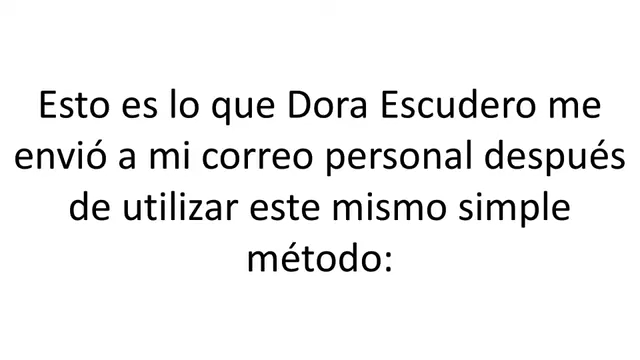 Esto es lo que Dora Escudero me
envió a mi correo personal después
de utilizar este mismo simple
método: